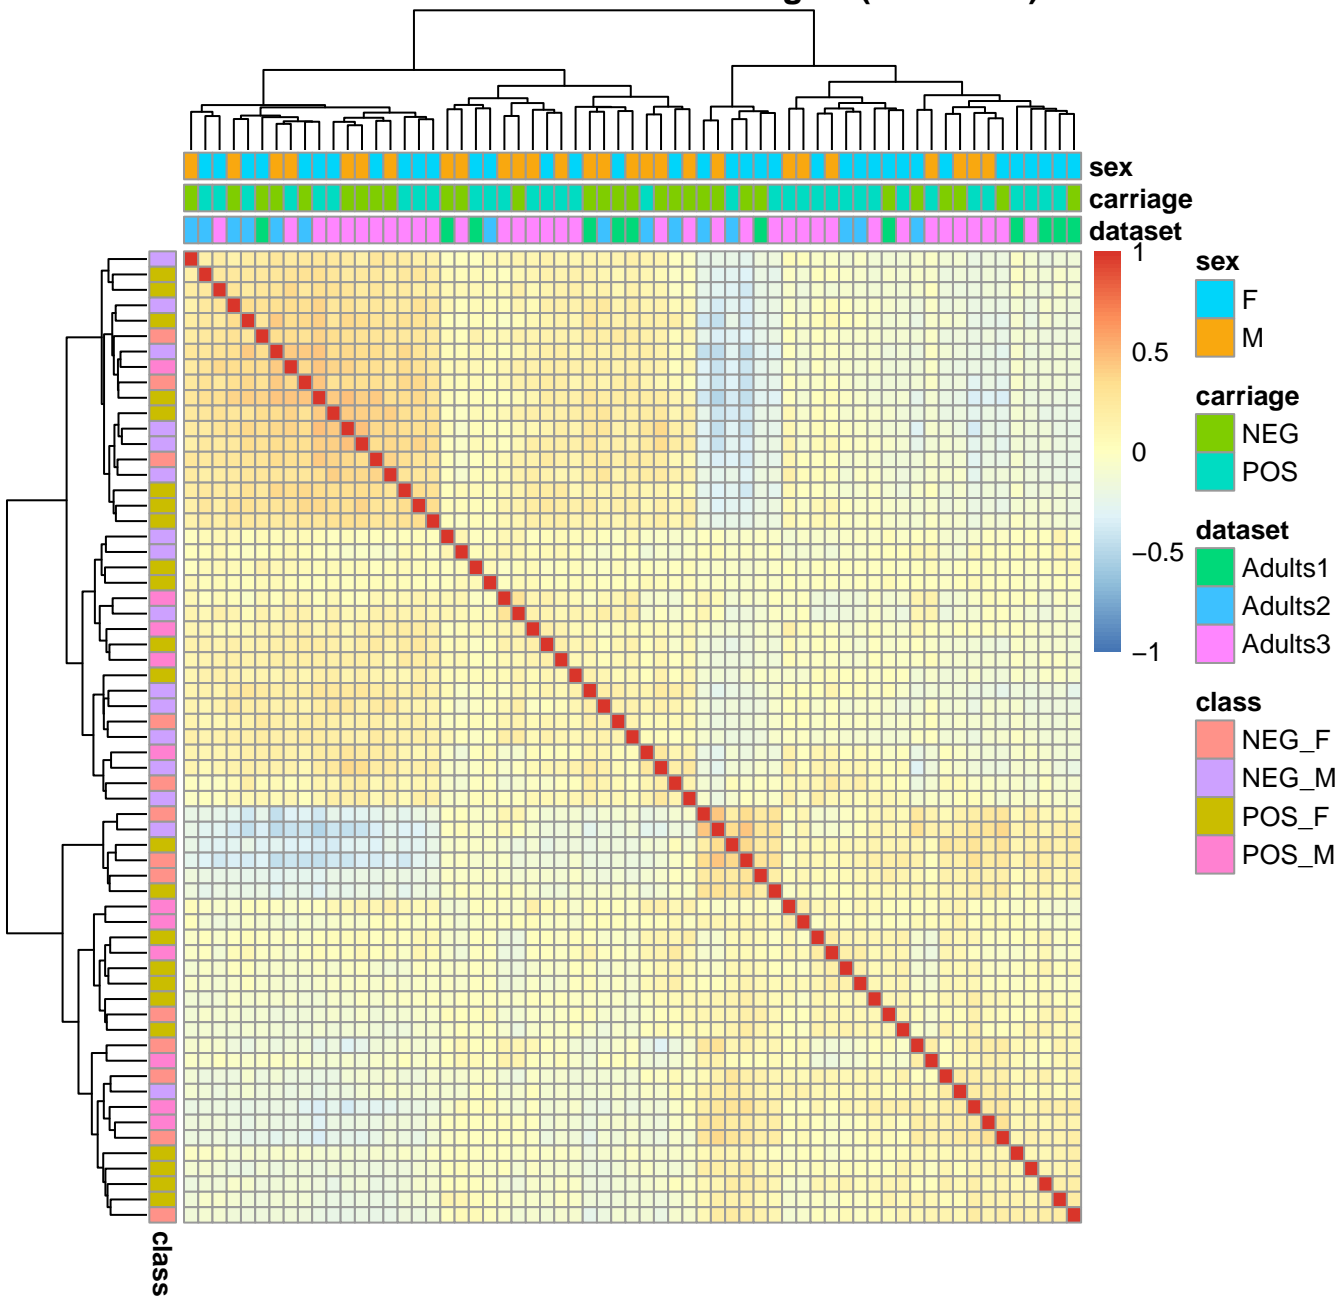 sex
carriage
dataset
1
0.5
0
−0.5
−1
sex
F
M
carriage
NEG
POS
dataset
Adults1
Adults2
Adults3
class
NEG_F
NEG_M
POS_F
POS_M
class